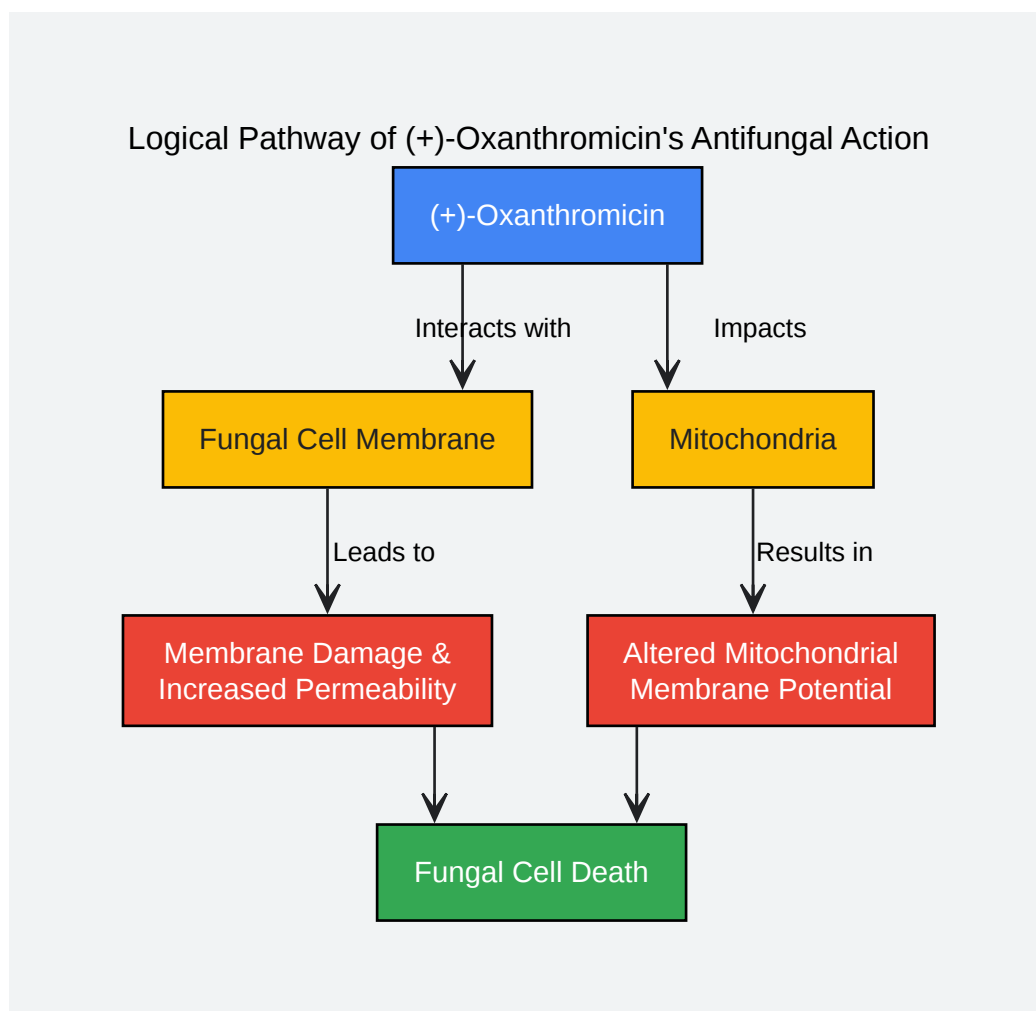 Logical Pathway of (+)-Oxanthromicin's Antifungal Action
(+)-Oxanthromicin
Interacts with
Impacts
Fungal Cell Membrane
Mitochondria
Leads to
Results in
Membrane Damage &
Increased Permeability
Altered Mitochondrial
Membrane Potential
Fungal Cell Death